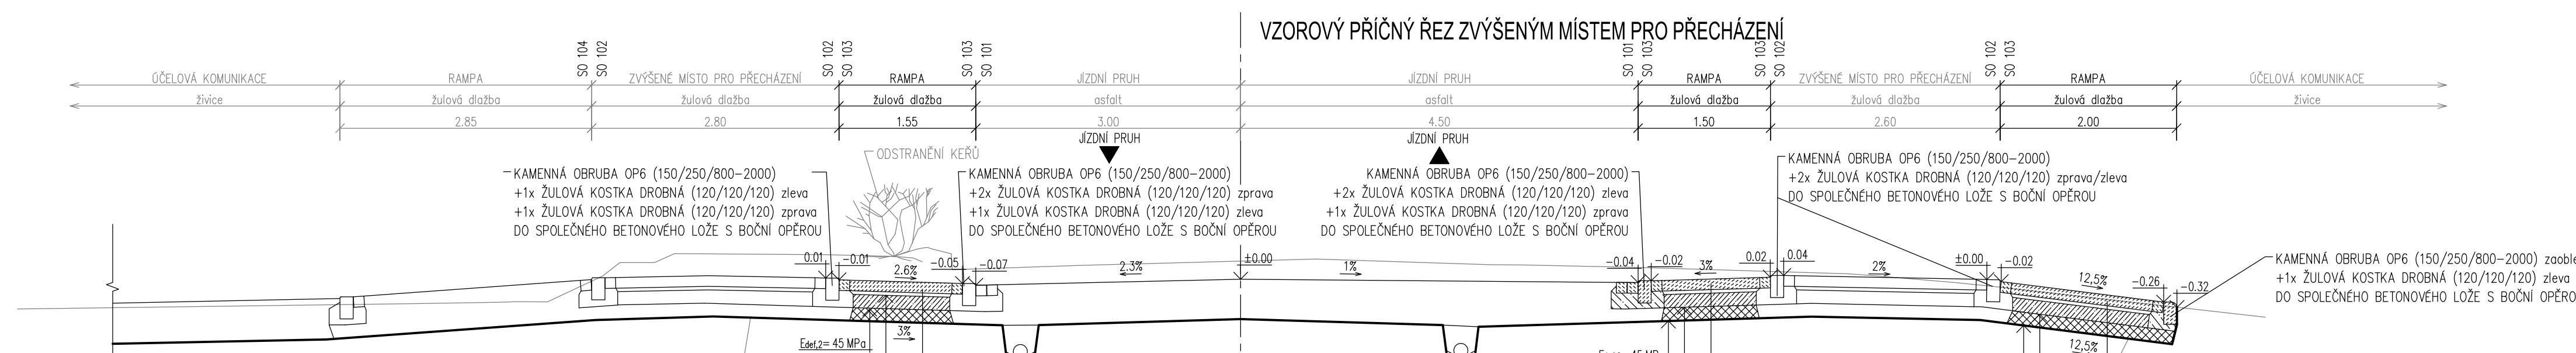 VZOROVÝ PŘÍČNÝ ŘEZ ZVÝŠENÝM MÍSTEM PRO PŘECHÁZENÍ
SO 104
SO 102
SO 102
SO 103
SO 103
SO 101
SO 101
SO 103
SO 103
SO 102
SO 102
SO 103
ÚČELOVÁ KOMUNIKACE RAMPA ZVÝŠENÉ MÍSTO PRO PŘECHÁZENÍ RAMPA JÍZDNÍ PRUH JÍZDNÍ PRUH RAMPA ZVÝŠENÉ MÍSTO PRO PŘECHÁZENÍ RAMPA ÚČELOVÁ KOMUNIKACE
živice žulová dlažba žulová dlažba žulová dlažba asfalt asfalt žulová dlažba žulová dlažba žulová dlažba živice
2.85 2.80 1.55 3.00 4.50 1.50 2.60 2.00
JÍZDNÍ PRUH JÍZDNÍ PRUH
ODSTRANĚNÍ KEŘŮ
KAMENNÁ OBRUBA OP6 (150/250/800-2000)
+1x ŽULOVÁ KOSTKA DROBNÁ (120/120/120) zleva
+1x ŽULOVÁ KOSTKA DROBNÁ (120/120/120) zprava
DO SPOLEČNÉHO BETONOVÉHO LOŽE S BOČNÍ OPĚROU
KAMENNÁ OBRUBA OP6 (150/250/800-2000)
+2x ŽULOVÁ KOSTKA DROBNÁ (120/120/120) zprava
+1x ŽULOVÁ KOSTKA DROBNÁ (120/120/120) zleva
DO SPOLEČNÉHO BETONOVÉHO LOŽE S BOČNÍ OPĚROU
KAMENNÁ OBRUBA OP6 (150/250/800-2000)
+2x ŽULOVÁ KOSTKA DROBNÁ (120/120/120) zleva
+1x ŽULOVÁ KOSTKA DROBNÁ (120/120/120) zprava
DO SPOLEČNÉHO BETONOVÉHO LOŽE S BOČNÍ OPĚROU
KAMENNÁ OBRUBA OP6 (150/250/800-2000)
+2x ŽULOVÁ KOSTKA DROBNÁ (120/120/120) zprava/zleva
DO SPOLEČNÉHO BETONOVÉHO LOŽE S BOČNÍ OPĚROU
KAMENNÁ OBRUBA OP6 (150/250/800-2000) zaoble
+1x ŽULOVÁ KOSTKA DROBNÁ (120/120/120) zleva
DO SPOLEČNÉHO BETONOVÉHO LOŽE S BOČNÍ OPĚRO
0.01 -0.01 2.6% -0.05 -0.07 2.3% ±0.00 1% -0.04 -0.02 3% 0.02 0.04 2% ±0.00 -0.02 12,5% -0.26 -0.32
3%
Edef,2= 45 MPa
12,5%